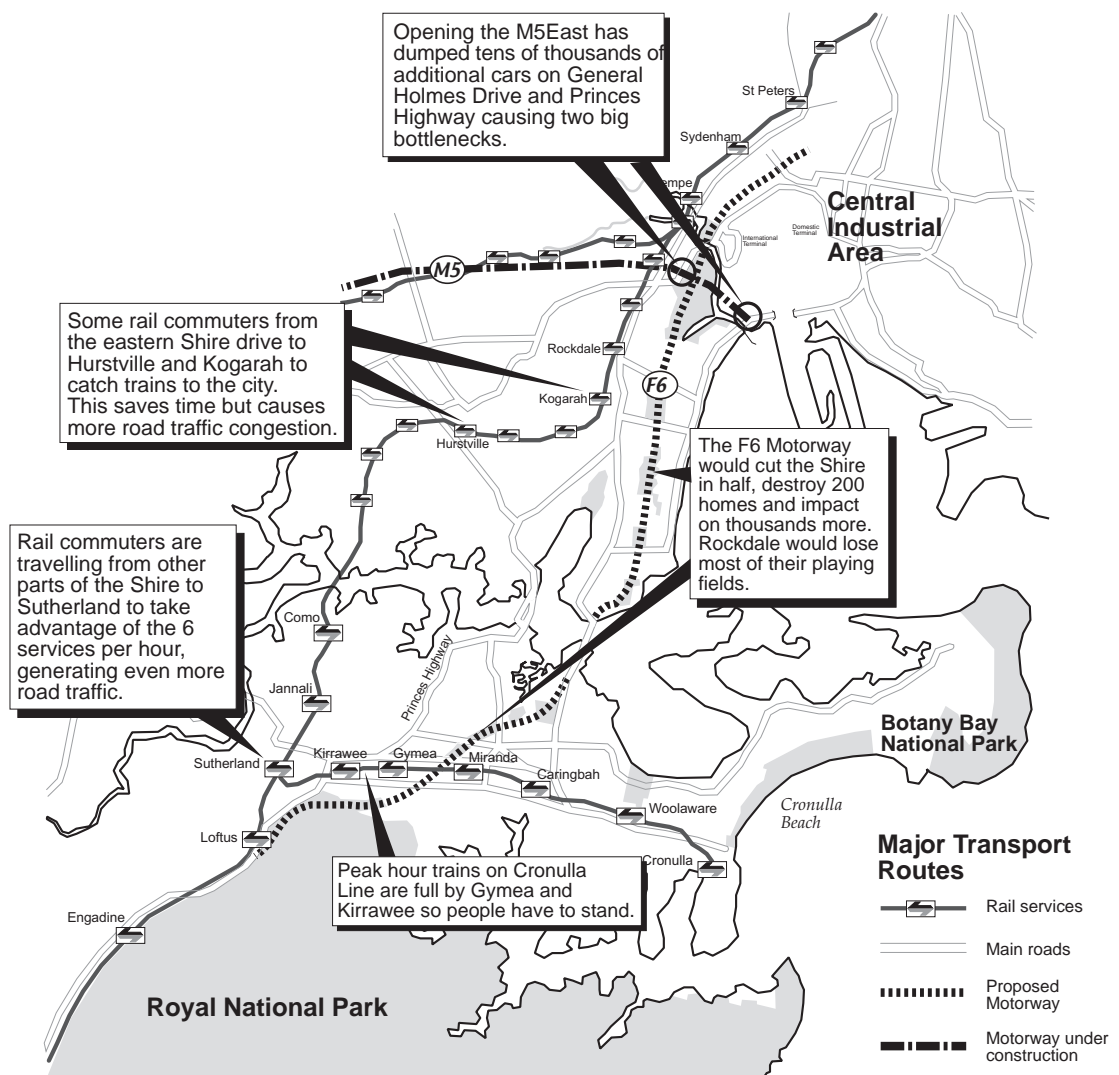 Opening the M5East has
dumped tens of thousands of
additional cars on General
Holmes Drive and Princes
Highway causing two big
bottlenecks.
St Peters
Sydenham
empe
Central
Industrial
Area
International
Terminal
Domestic
Terminal
M5
Some rail commuters from
the eastern Shire drive to
Hurstville and Kogarah to
catch trains to the city.
This saves time but causes
more road traffic congestion.
Rockdale
F6
Kogarah
Hurstville
The F6 Motorway
would cut the Shire
in half, destroy 200
homes and impact
on thousands more.
Rockdale would lose
most of their playing
fields.
Rail commuters are
travelling from other
parts of the Shire to
Sutherland to take
advantage of the 6
services per hour,
generating even more
road traffic.
Como
Princes Highway
Jannali
Sutherland
Kirrawee
Gymea
Miranda
Caringbah
Woolaware
Cronulla
Botany Bay
National Park
Cronulla
Beach
Loftus
Engadine
Peak hour trains on Cronulla
Line are full by Gymea and
Kirrawee so people have to stand.
Royal National Park
Major Transport
Routes
Rail services
Main roads
Proposed
Motorway
Motorway under
construction